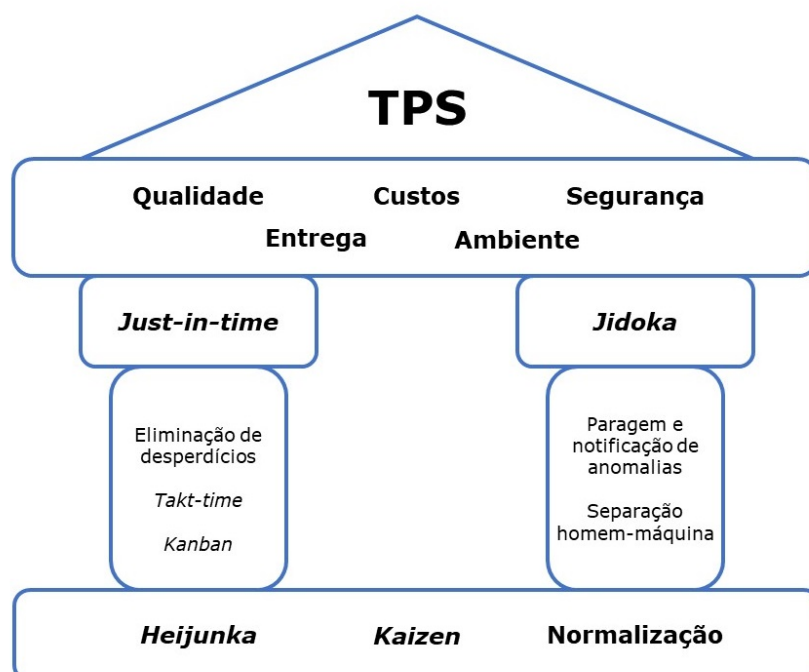 TPS
Qualidade Custos Segurança
Entrega Ambiente
Just-in-time
Jidoka
Eliminação de
desperdícios
Takt-time
Kanban
Paragem e
notificação de
anomalias
Separação
homem-máquina
Heijunka Kaizen Normalização